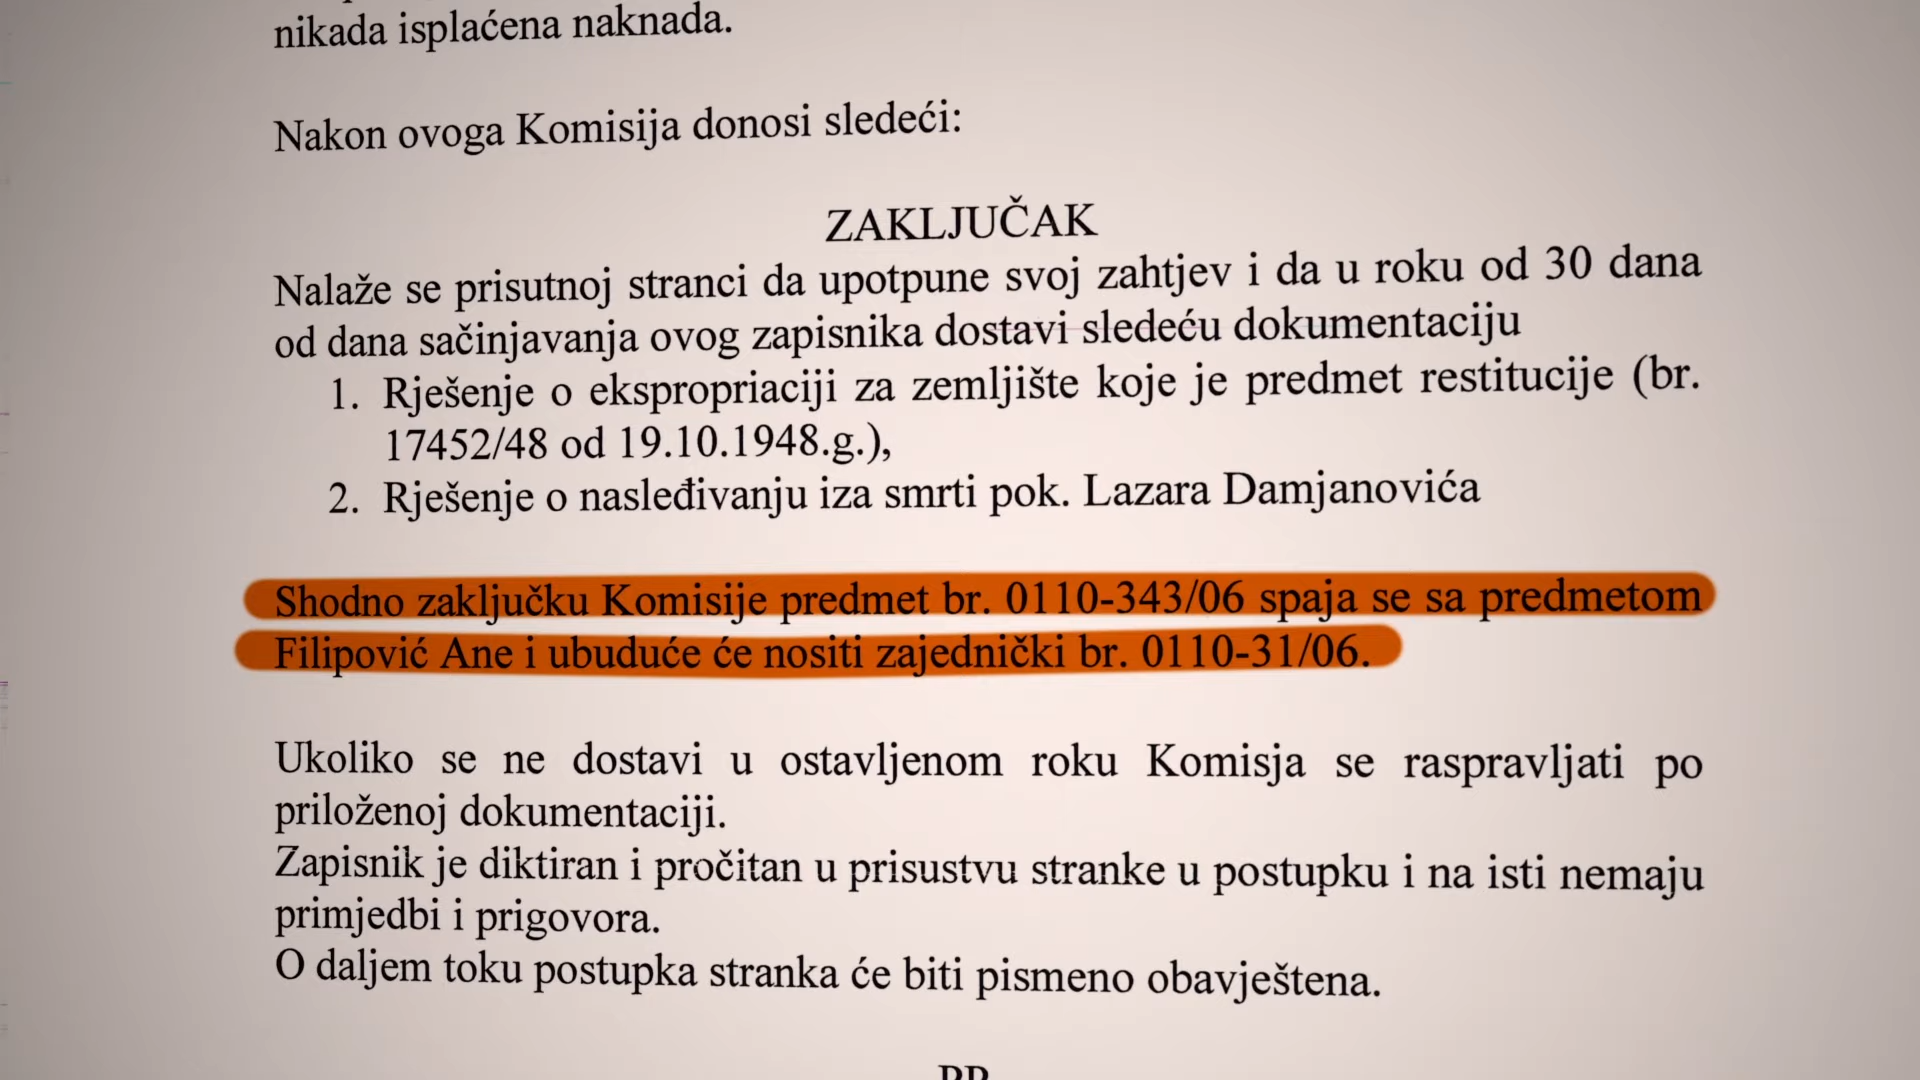 nikada isplaćena naknada.
Nakon ovoga Komisija donosi sledeći:
ZAKLJUČAK
Nalaže se prisutnoj stranci da upotpune svoj zahtjev i da u roku od 30 dana
od dana sačinjavanja ovog zapisnika dostavi sledeću dokumentaciju
1. Rješenje o ekspropriaciji za zemljište koje je predmet restitucije (br.
17452/48 od 19.10.1948.g.),
2. Rješenje o nasleđivanju iza smrti pok. Lazara Damjanovića
Shodno zaključku Komisije predmet br. 0110-343/06 spaja se sa predmetom
Filipović Ane i ubuduće će nositi zajednički br. 0110-31/06.
Ukoliko se ne dostavi u ostavljenom roku Komisja se raspravljati po
priloženoj dokumentaciji.
Zapisnik je diktiran i pročitan u prisustvu stranke u postupku i na isti nemaju
primjedbi i prigovora.
O daljem toku postupka stranka će biti pismeno obavještena.